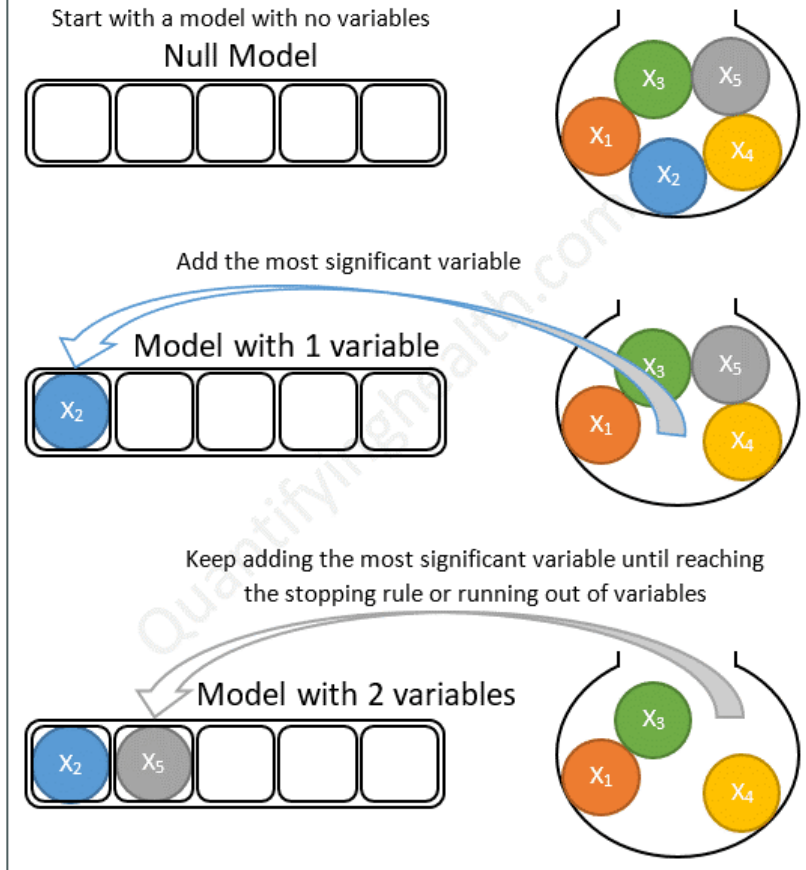 Start with a model with no variables
Null Model
X₃
X₅
X₁
X₄
X₂
Add the most significant variable
Model with 1 variable
X₂
X₃
X₅
X₁
X₄
Keep adding the most significant variable until reaching
the stopping rule or running out of variables
Model with 2 variables
X₂
X₅
X₃
X₁
X₄
Quantifyinghealth.com